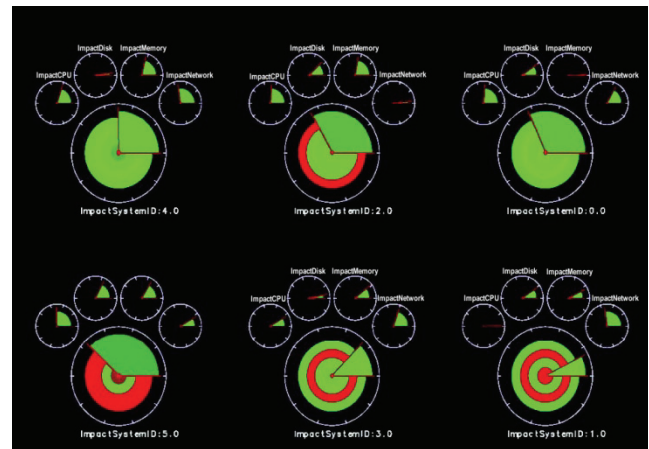 ImpactDisk ImpactMemory
ImpactCPU ImpactNetwork
ImpactSystemID:4.0
ImpactDisk ImpactMemory
ImpactCPU ImpactNetwork
ImpactSystemID:2.0
ImpactDisk ImpactMemory
ImpactCPU ImpactNetwork
ImpactSystemID:0.0
ImpactSystemID:5.0
ImpactDisk ImpactMemory
ImpactCPU ImpactNetwork
ImpactSystemID:3.0
ImpactDisk ImpactMemory
ImpactCPU ImpactNetwork
ImpactSystemID:1.0